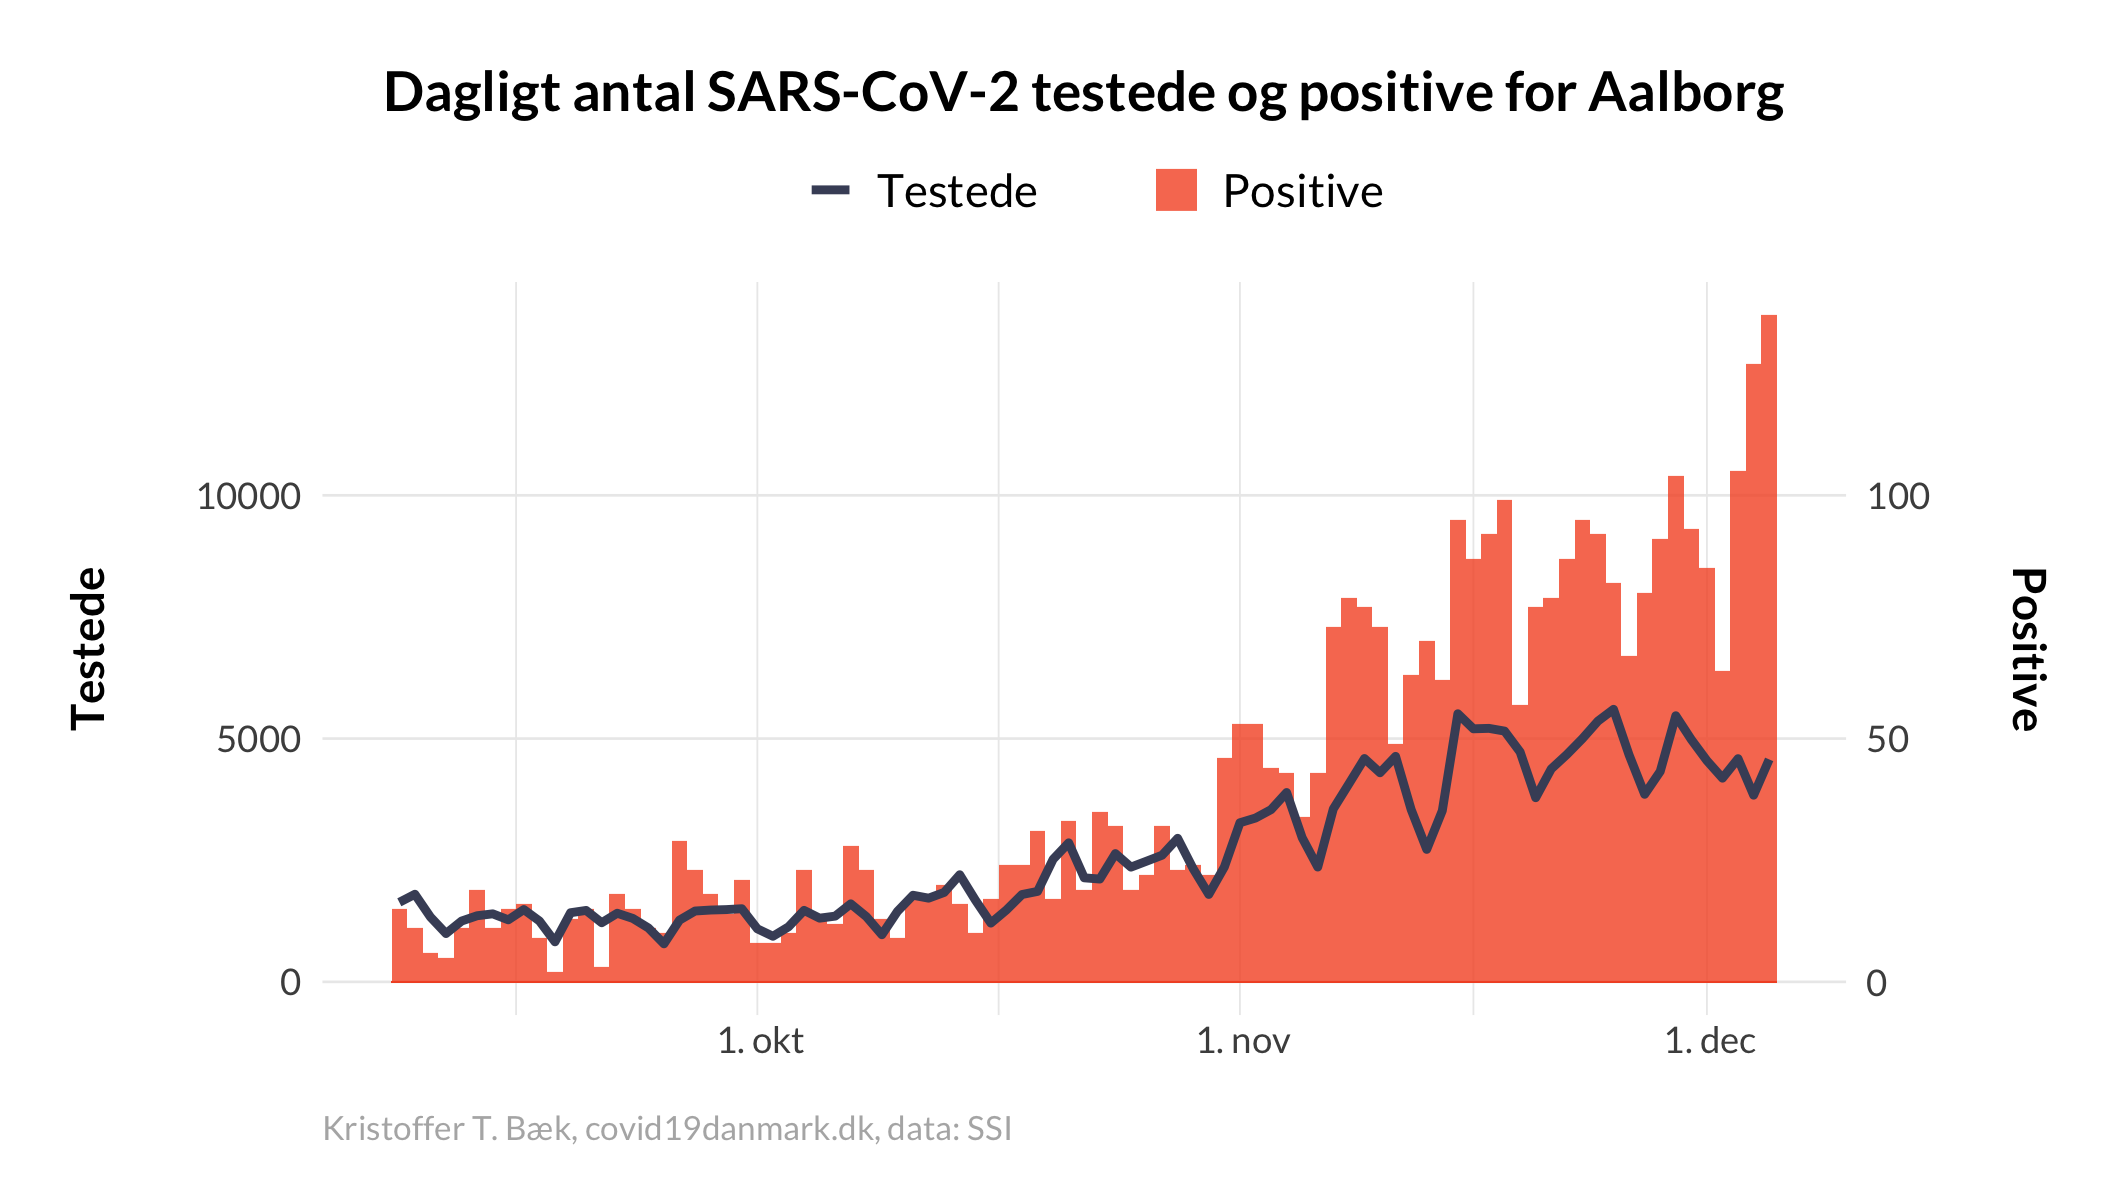 Dagligt antal SARS-CoV-2 testede og positive for Aalborg
Testede
Positive
10000
5000
0
Testede
100
50
0
Positive
1. okt
1. nov
1. dec
Kristoffer T. Bæk, covid19danmark.dk, data: SSI